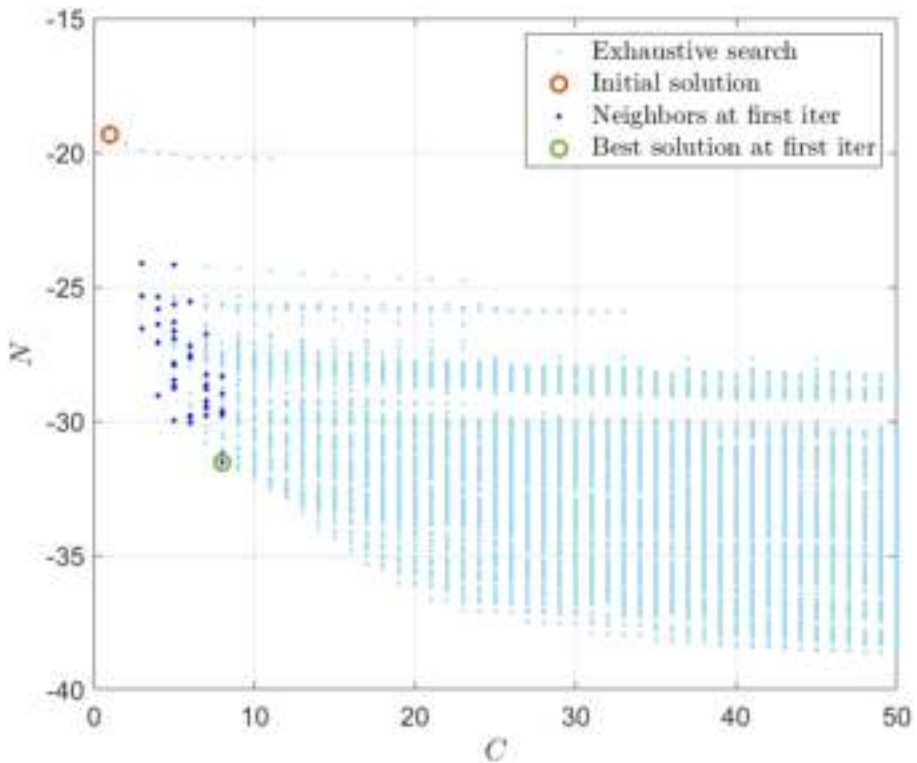 -15
-20
-25
-30
-35
-40
N
0
10
20
30
40
50
C
Exhaustive search
Initial solution
Neighbors at first iter
Best solution at first iter